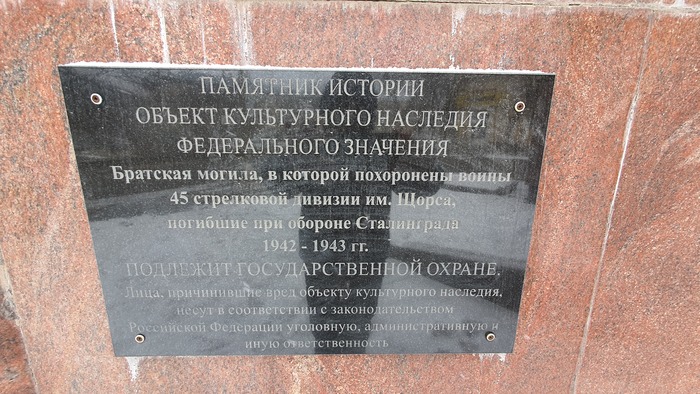 ПАМЯТНИК ИСТОРИИ
ОБЪЕКТ КУЛЬТУРНОГО НАСЛЕДИЯ
ФЕДЕРАЛЬНОГО ЗНАЧЕНИЯ
Братская могила, в которой похоронены воины
45 стрелковой дивизии им. Щорса,
погибшие при обороне Сталинграда
1942 - 1943 гг.
ПОДЛЕЖИТ ГОСУДАРСТВЕННОЙ ОХРАНЕ.
Лица, причинившие вред объекту культурного наследия,
несут в соответствии с законодательством
Российской Федерации уголовную, административную и
иную ответственность